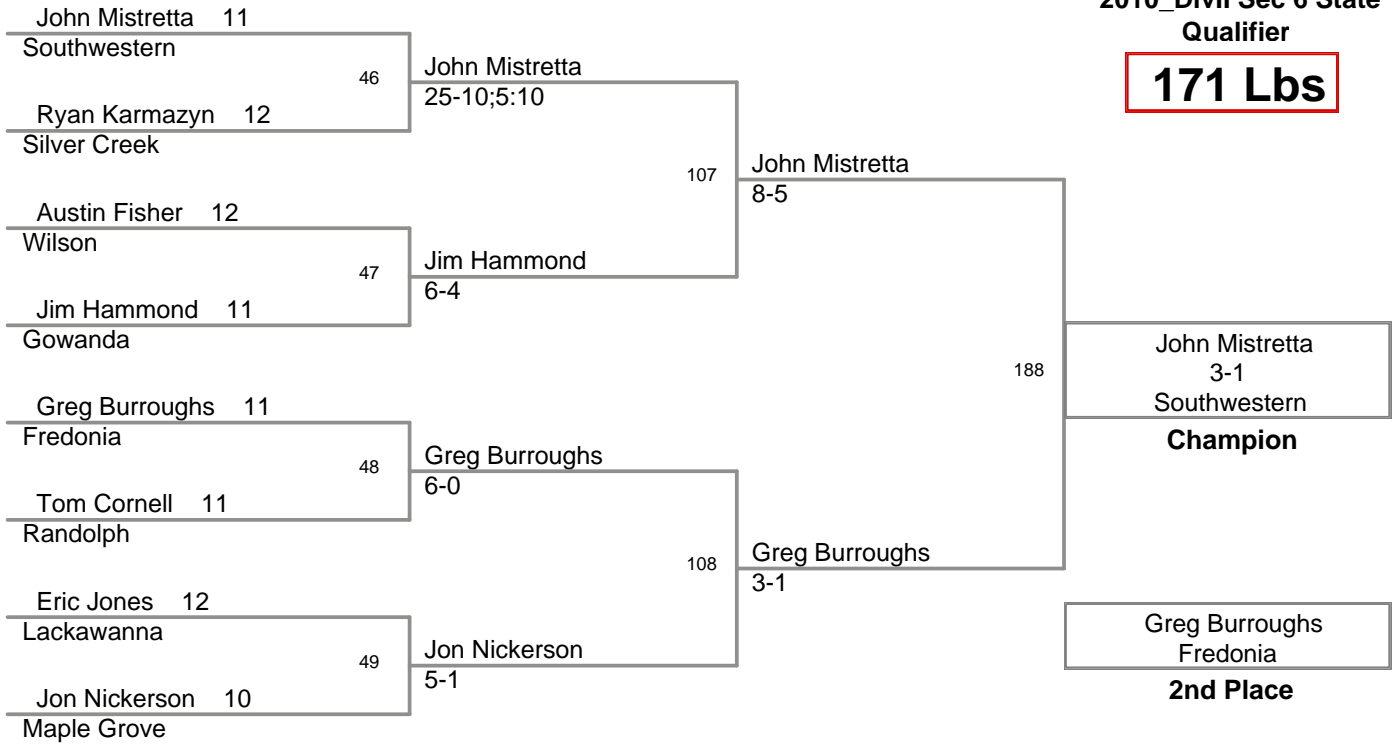 2010_DivII Sec 6 State
Qualifier
171 Lbs
John Mistretta 11
Southwestern
46
Ryan Karmazyn 12
Silver Creek
Austin Fisher 12
Wilson
47
Jim Hammond 11
Gowanda
Greg Burroughs 11
Fredonia
48
Tom Cornell 11
Randolph
Eric Jones 12
Lackawanna
49
Jon Nickerson 10
Maple Grove
John Mistretta
25-10;5:10
107
Jim Hammond
6-4
Greg Burroughs
6-0
108
Jon Nickerson
5-1
John Mistretta
8-5
188
Greg Burroughs
3-1
John Mistretta
3-1
Southwestern
Champion
Greg Burroughs
Fredonia
2nd Place